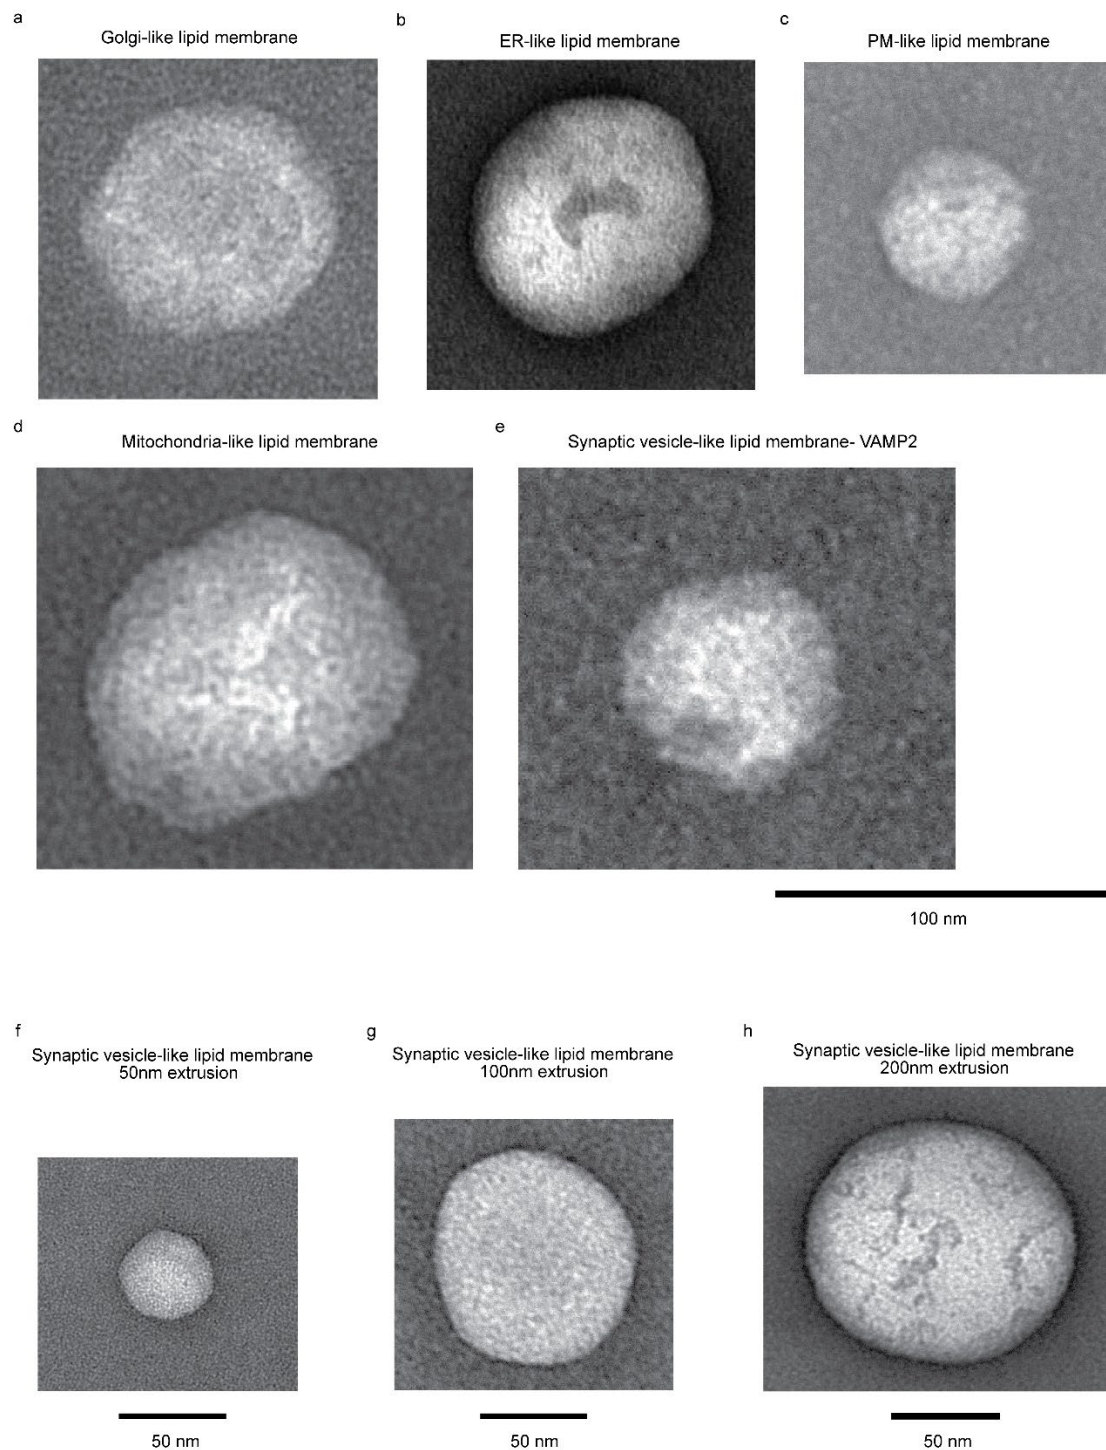 a
Golgi-like lipid membrane
b
ER-like lipid membrane
c
PM-like lipid membrane
d
Mitochondria-like lipid membrane
e
Synaptic vesicle-like lipid membrane- VAMP2
100 nm
f
Synaptic vesicle-like lipid membrane
50nm extrusion
g
Synaptic vesicle-like lipid membrane
100nm extrusion
h
Synaptic vesicle-like lipid membrane
200nm extrusion
50 nm
50 nm
50 nm